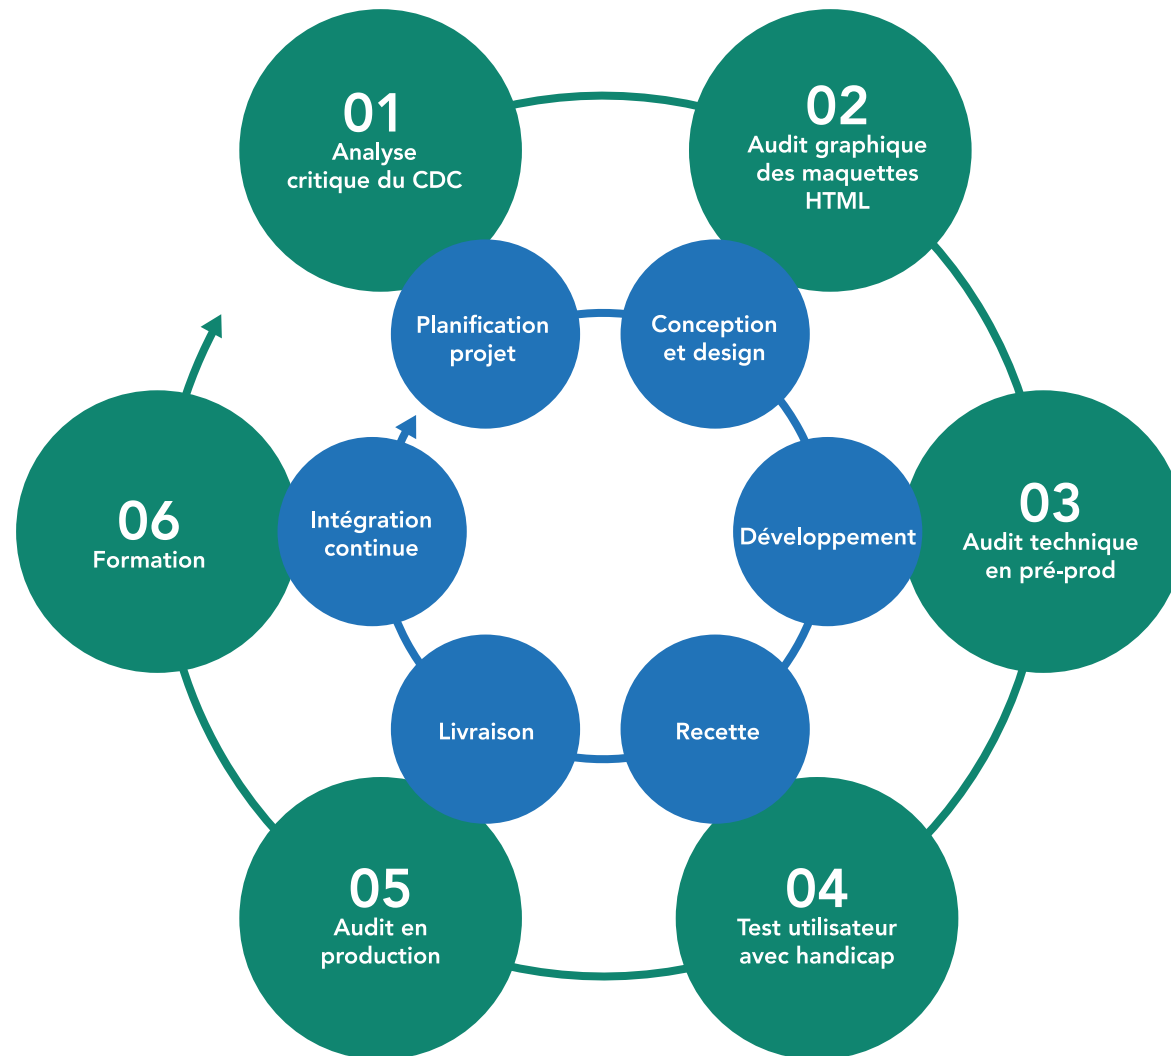 01
Analyse
critique du CDC
02
Audit graphique
des maquettes
HTML
Planification
projet
Conception
et design
03
Audit technique
en pré-prod
Développement
06
Formation
Intégration
continue
Livraison
Recette
05
Audit en
production
04
Test utilisateur
avec handicap